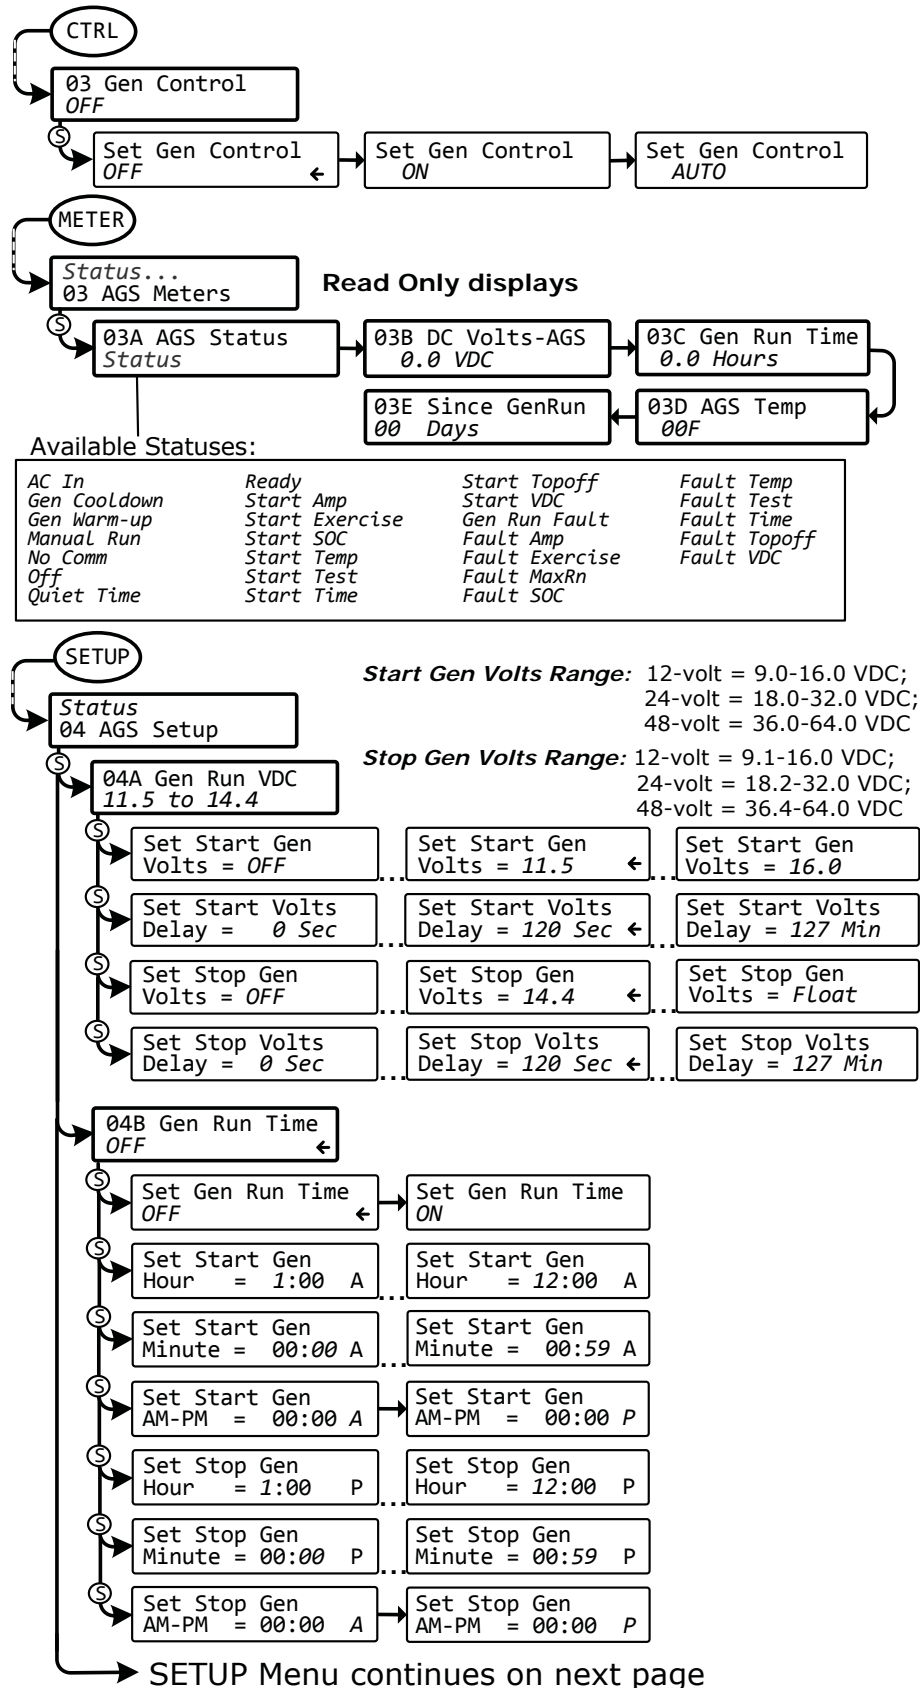 CTRL
03 Gen Control
OFF
S
Set Gen Control
OFF ←
Set Gen Control
ON
Set Gen Control
AUTO
METER
Status...
03 AGS Meters
Read Only displays
S
03A AGS Status
Status
03B DC Volts-AGS
0.0 VDC
03C Gen Run Time
0.0 Hours
03E Since GenRun
00 Days
03D AGS Temp
00F
Available Statuses:
AC In
Gen Cooldown
Gen Warm-up
Manual Run
No Comm
Off
Quiet Time
Ready
Start Amp
Start Exercise
Start SOC
Start Temp
Start Test
Start Time
Start Topoff
Start VDC
Gen Run Fault
Fault Amp
Fault Exercise
Fault MaxRn
Fault SOC
Fault Temp
Fault Test
Fault Time
Fault Topoff
Fault VDC
SETUP
Start Gen Volts Range: 12-volt = 9.0-16.0 VDC;
24-volt = 18.0-32.0 VDC;
48-volt = 36.0-64.0 VDC
Status
04 AGS Setup
Stop Gen Volts Range: 12-volt = 9.1-16.0 VDC;
24-volt = 18.2-32.0 VDC;
48-volt = 36.4-64.0 VDC
S
04A Gen Run VDC
11.5 to 14.4
S
Set Start Gen
Volts = OFF
...
Set Start Gen
Volts = 11.5 ←
...
Set Start Gen
Volts = 16.0
S
Set Start Volts
Delay = 0 Sec
...
Set Start Volts
Delay = 120 Sec ←
...
Set Start Volts
Delay = 127 Min
S
Set Stop Gen
Volts = OFF
...
Set Stop Gen
Volts = 14.4 ←
...
Set Stop Gen
Volts = Float
S
Set Stop Volts
Delay = 0 Sec
...
Set Stop Volts
Delay = 120 Sec ←
...
Set Stop Volts
Delay = 127 Min
04B Gen Run Time
OFF ←
S
Set Gen Run Time
OFF ←
Set Gen Run Time
ON
S
Set Start Gen
Hour = 1:00 A
...
Set Start Gen
Hour = 12:00 A
S
Set Start Gen
Minute = 00:00 A
...
Set Start Gen
Minute = 00:59 A
S
Set Start Gen
AM-PM = 00:00 A
Set Start Gen
AM-PM = 00:00 P
S
Set Stop Gen
Hour = 1:00 P
...
Set Stop Gen
Hour = 12:00 P
S
Set Stop Gen
Minute = 00:00 P
...
Set Stop Gen
Minute = 00:59 P
S
Set Stop Gen
AM-PM = 00:00 A
Set Stop Gen
AM-PM = 00:00 P
SETUP Menu continues on next page